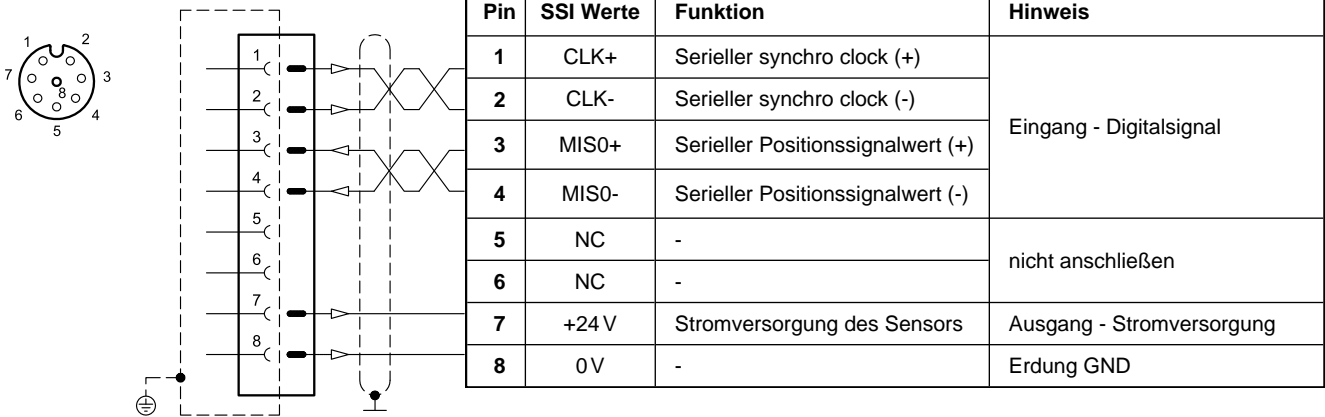 1 2
7 3
8
6 4
5
1
2
3
4
5
6
7
8
Pin SSI Werte Funktion Hinweis
1 CLK+ Serieller synchro clock (+)
2 CLK- Serieller synchro clock (-)
Eingang - Digitalsignal
3 MIS0+ Serieller Positionssignalwert (+)
4 MIS0- Serieller Positionssignalwert (-)
5 NC -
nicht anschließen
6 NC -
7 +24 V Stromversorgung des Sensors Ausgang - Stromversorgung
8 0 V - Erdung GND